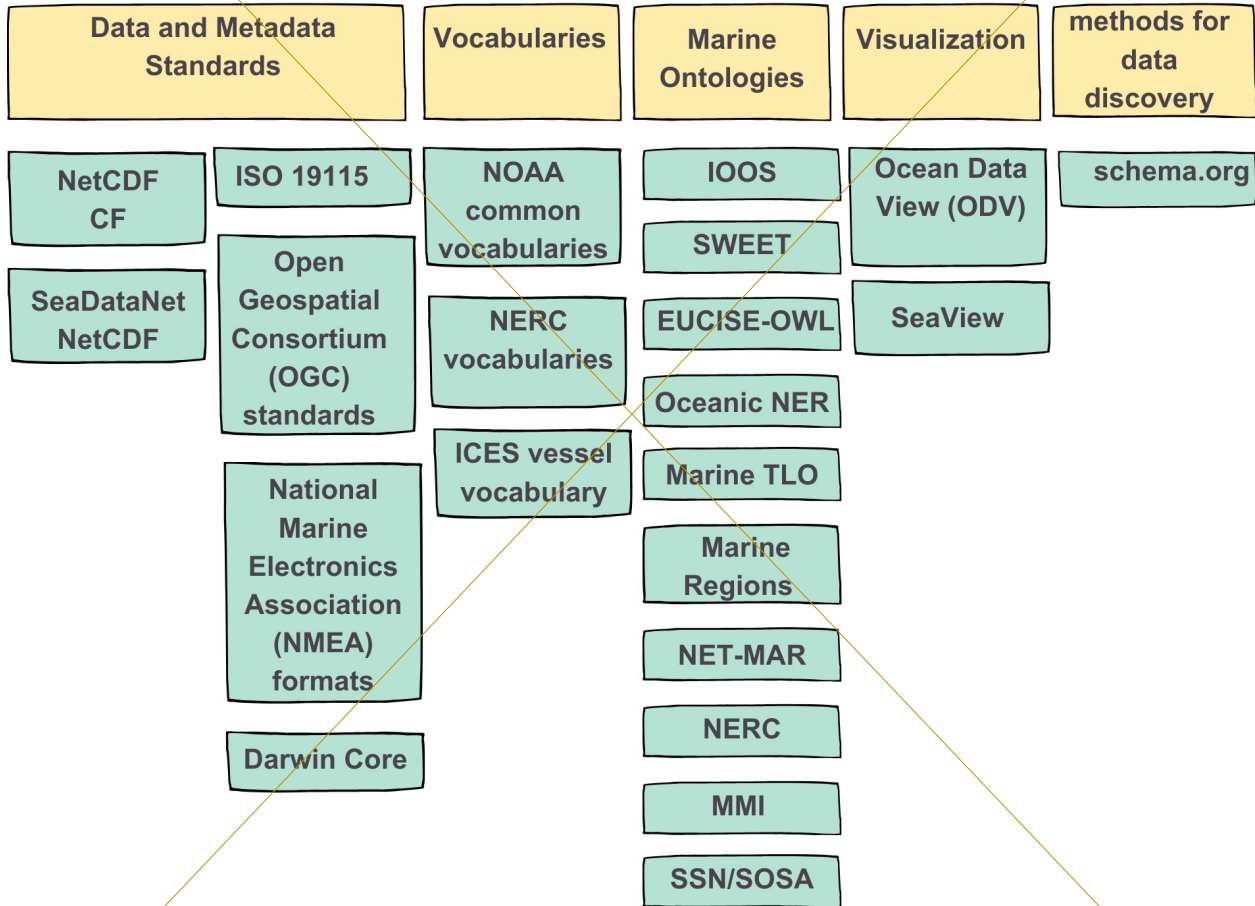 Data and Metadata
Standards
NetCDF
CF
SeaDataNet
NetCDF
ISO 19115
Open
Geospatial
Consortium
(OGC)
standards
National
Marine
Electronics
Association
(NMEA)
formats
Darwin Core
Vocabularies
NOAA
common
vocabularies
NERC
vocabularies
ICES vessel
vocabulary
Marine
Ontologies
IOOS
SWEET
EUCISE-OWL
Oceanic NER
Marine TLO
Marine
Regions
NET-MAR
NERC
MMI
SSN/SOSA
Visualization
Ocean Data
View (ODV)
SeaView
methods for
data
discovery
schema.org